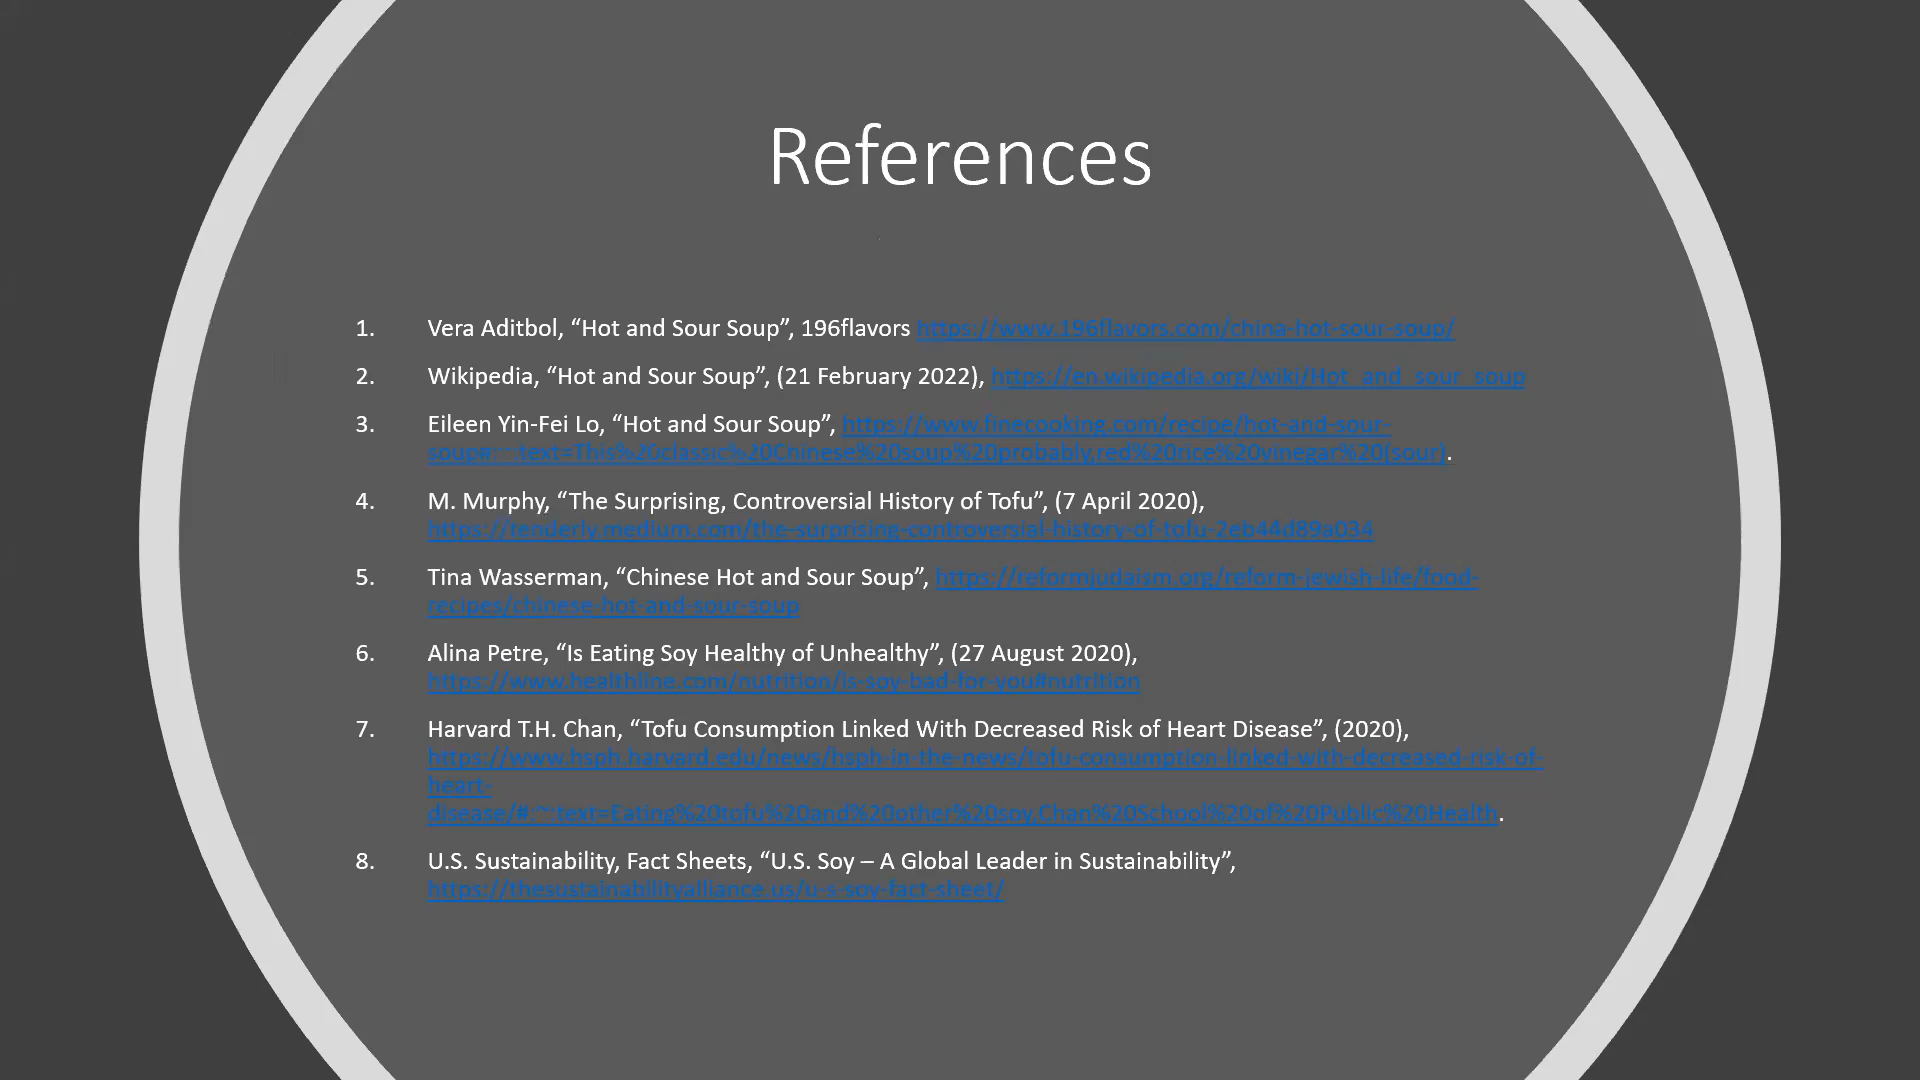 References
1. Vera Aditbol, “Hot and Sour Soup”, 196flavors https://www.196flavors.com/china-hot-sour-soup/
2. Wikipedia, “Hot and Sour Soup”, (21 February 2022), https://en.wikipedia.org/wiki/Hot_and_sour_soup
3. Eileen Yin-Fei Lo, “Hot and Sour Soup”, https://www.finecooking.com/recipe/hot-and-sour-
soup#:~:text=This%20classic%20Chinese%20soup%20probably,red%20rice%20vinegar%20(sour).
4. M. Murphy, “The Surprising, Controversial History of Tofu”, (7 April 2020),
https://tenderly.medium.com/the-surprising-controversial-history-of-tofu-2eb44d89a034
5. Tina Wasserman, “Chinese Hot and Sour Soup”, https://reformjudaism.org/reform-jewish-life/food-
recipes/chinese-hot-and-sour-soup
6. Alina Petre, “Is Eating Soy Healthy of Unhealthy”, (27 August 2020),
https://www.healthline.com/nutrition/is-soy-bad-for-you#nutrition
7. Harvard T.H. Chan, “Tofu Consumption Linked With Decreased Risk of Heart Disease”, (2020),
https://www.hsph.harvard.edu/news/hsph-in-the-news/tofu-consumption-linked-with-decreased-risk-of-
heart-
disease/#:~:text=Eating%20tofu%20and%20other%20soy,Chan%20School%20of%20Public%20Health.
8. U.S. Sustainability, Fact Sheets, “U.S. Soy – A Global Leader in Sustainability”,
https://thesustainabilityalliance.us/u-s-soy-fact-sheet/